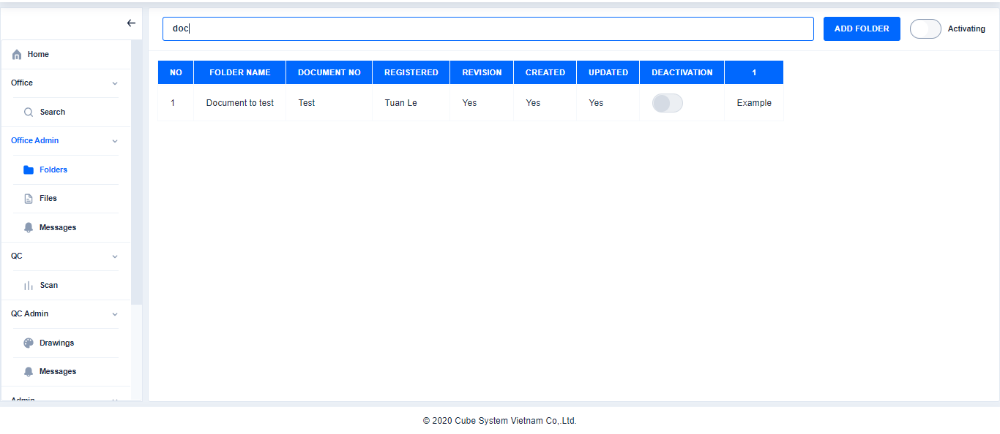 doc
ADD FOLDER
Activating
Home
Office
Search
Office Admin
Folders
Files
Messages
QC
Scan
QC Admin
Drawings
Messages
Admin
NO FOLDER NAME DOCUMENT NO REGISTERED REVISION CREATED UPDATED DEACTIVATION 1
1 Document to test Test Tuan Le Yes Yes Yes Example
© 2020 Cube System Vietnam Co,.Ltd.